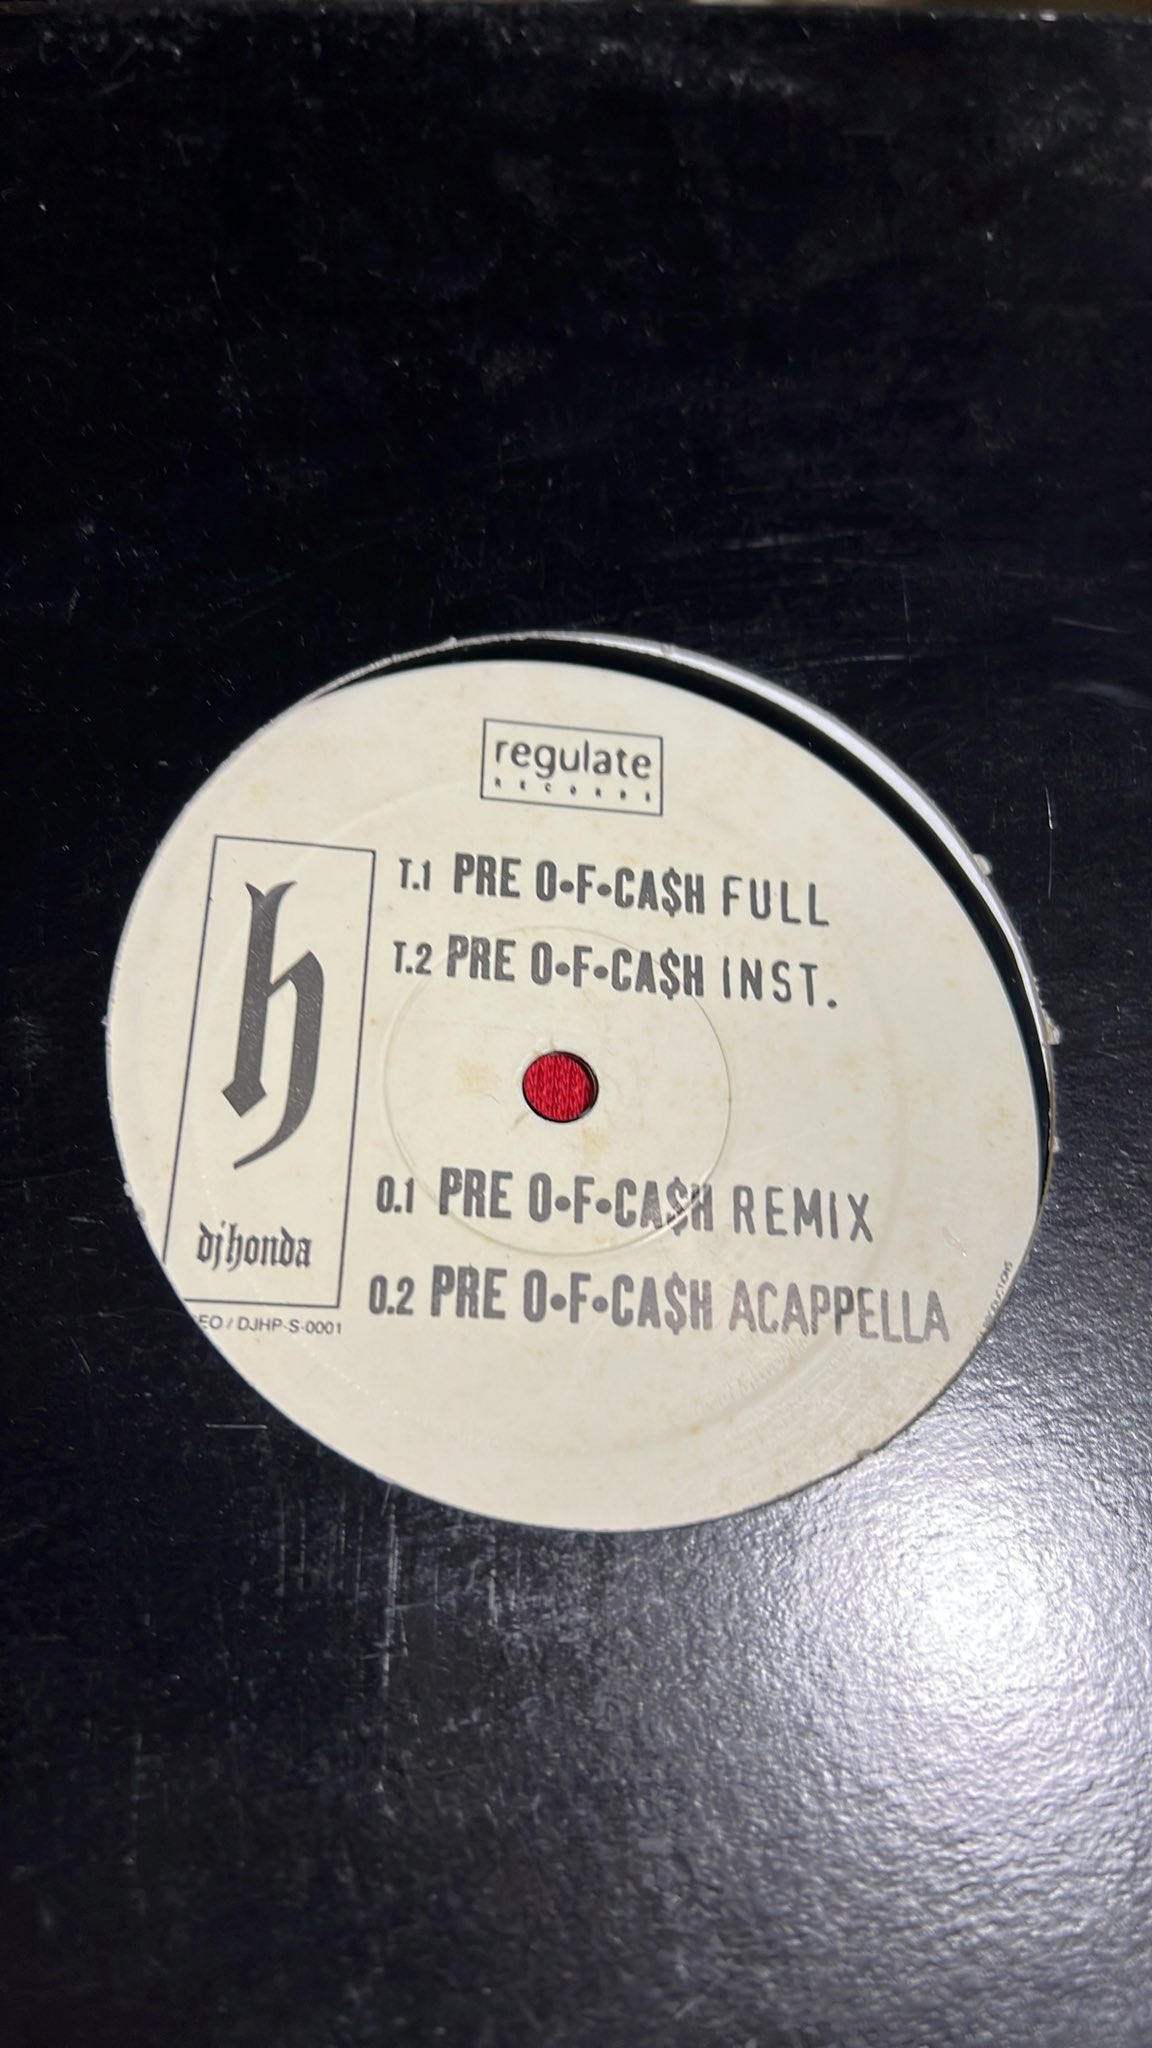 regulate
RECORDS
T.1 PRE O•F•CA$H FULL
T.2 PRE O•F•CA$H INST.
h
dj honda
O.1 PRE O•F•CA$H REMIX
O.2 PRE O•F•CA$H ACAPPELLA
EO / DJHP-S-0001